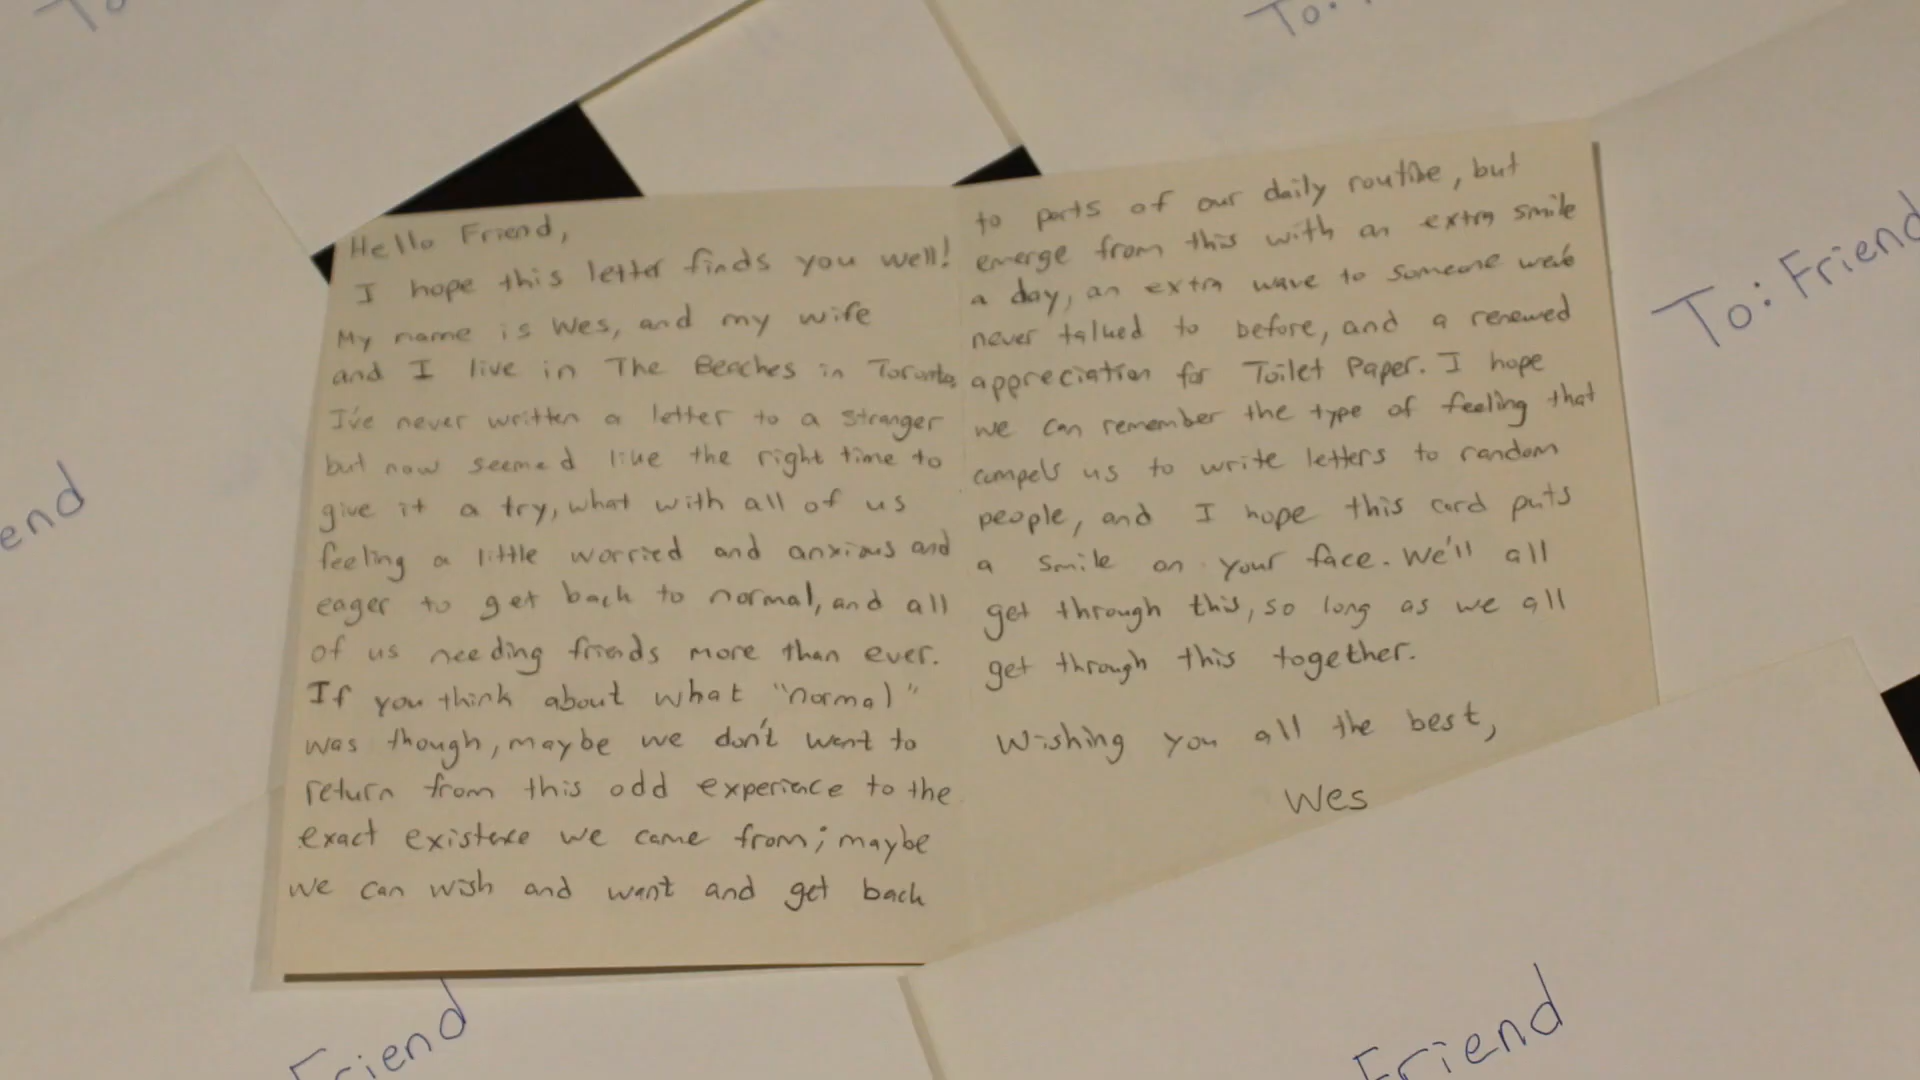 To:
To:
Hello Friend,
I hope this letter finds you well!
My name is Wes, and my wife
and I live in The Beaches in Toronto.
I've never written a letter to a stranger
but now seemed like the right time to
give it a try, what with all of us
feeling a little worried and anxious and
eager to get back to normal, and all
of us needing friends more than ever.
If you think about what "normal"
was though, maybe we don't want to
return from this odd experience to the
exact existence we came from; maybe
we can wish and want and get back
to parts of our daily routine, but
emerge from this with an extra smile
a day, an extra wave to someone we've
never talked to before, and a renewed
appreciation for Toilet Paper. I hope
we can remember the type of feeling that
compels us to write letters to random
people, and I hope this card puts
a smile on your face. We'll all
get through this, so long as we all
get through this together.
Wishing you all the best,
Wes
To: Friend
end
Friend
Friend